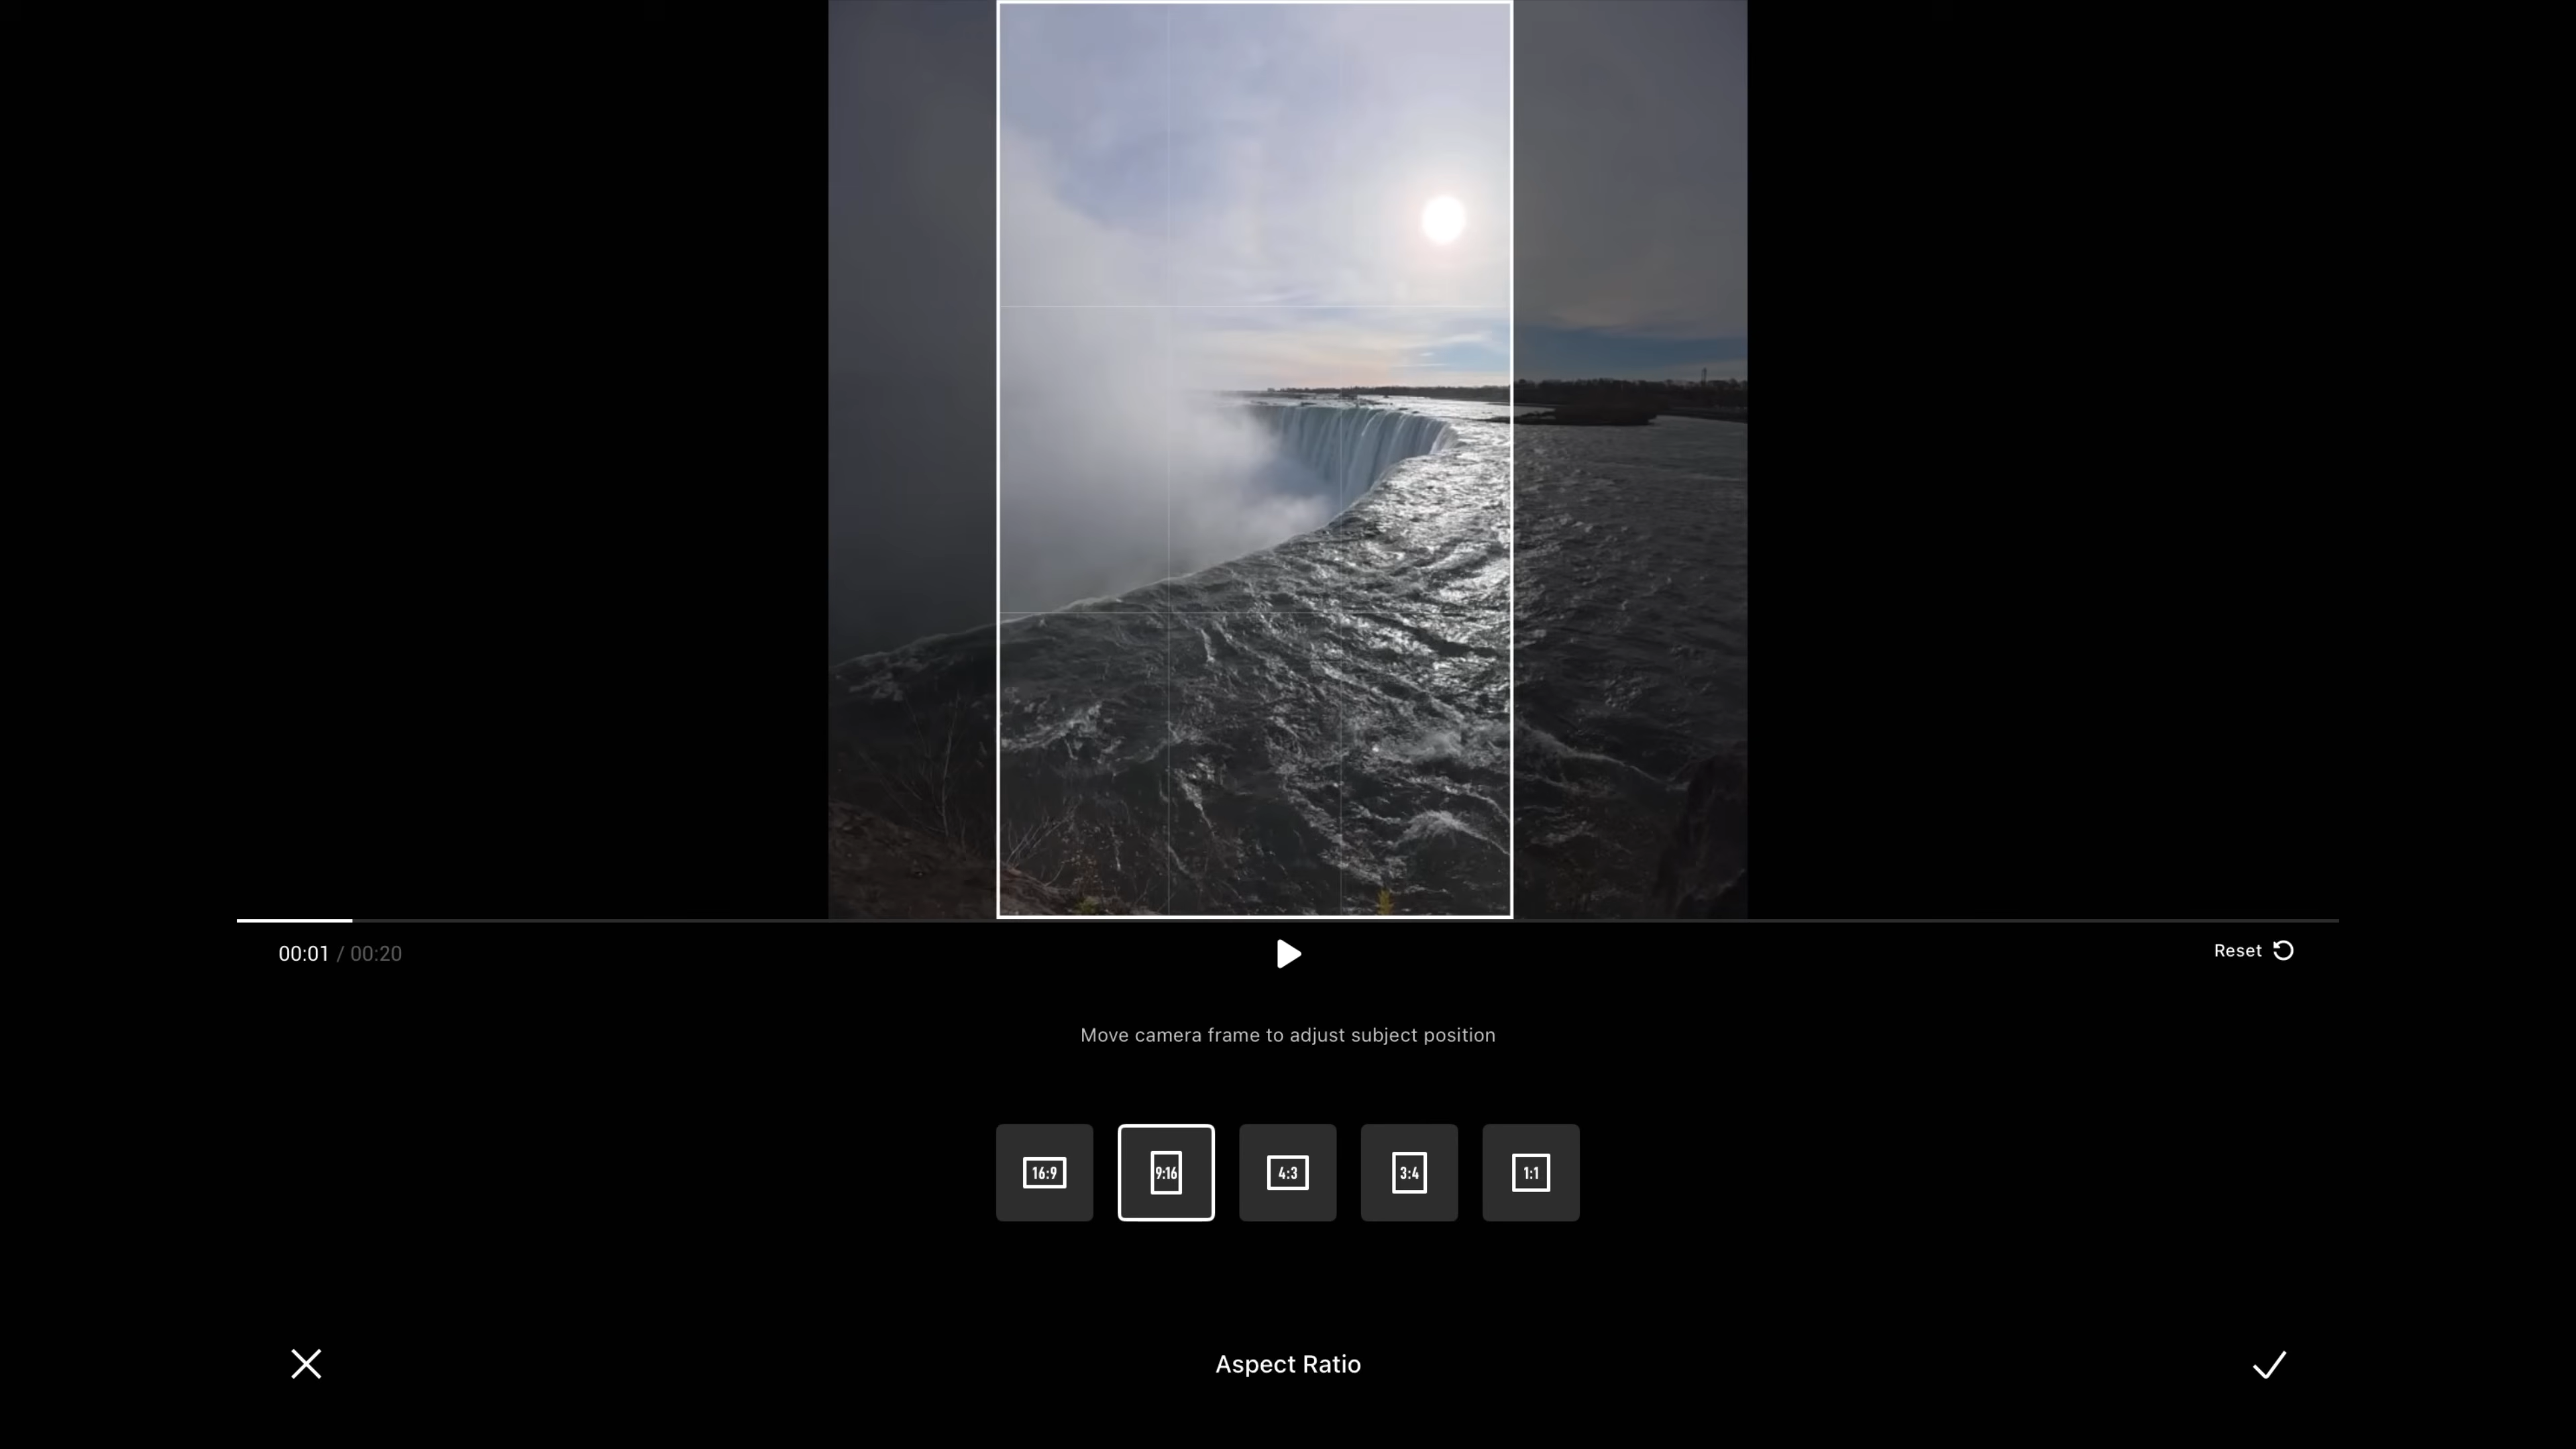 00:01 / 00:20
Reset
Move camera frame to adjust subject position
16:9
9:16
4:3
3:4
1:1
Aspect Ratio